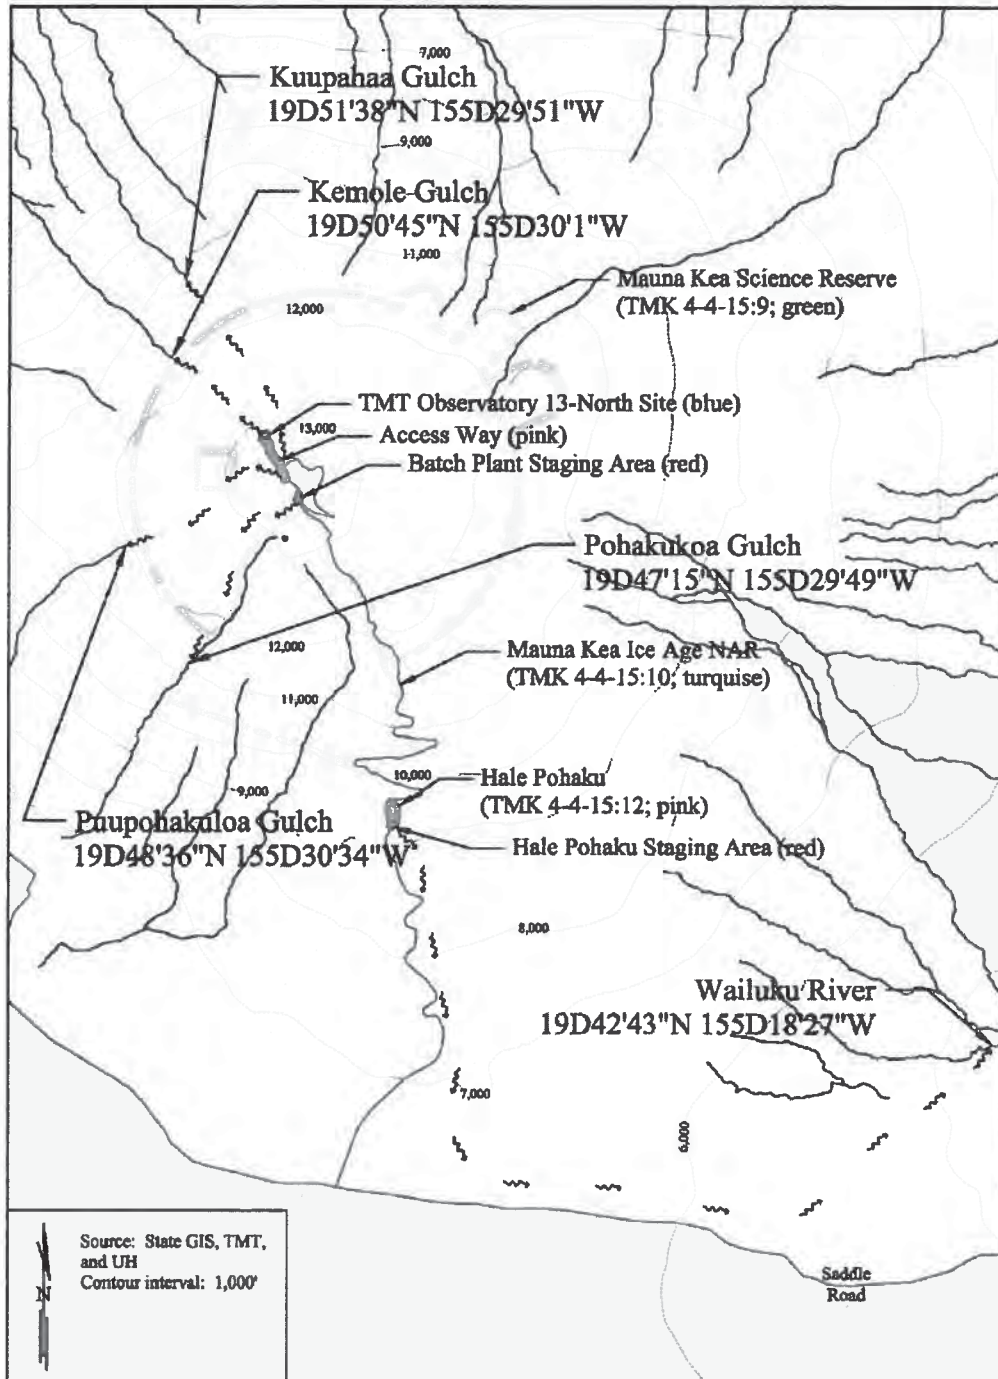 7,000
Kuupahaa Gulch
19D51'38"N 155D29'51"W
9,000
Kemole Gulch
19D50'45"N 155D30'1"W
11,000
Mauna Kea Science Reserve
(TMK 4-4-15:9; green)
12,000
TMT Observatory 13-North Site (blue)
13,000
Access Way (pink)
Batch Plant Staging Area (red)
Pohakukoa Gulch
19D47'15"N 155D29'49"W
12,000
Mauna Kea Ice Age NAR
(TMK 4-4-15:10; turquise)
11,000
10,000
Hale Pohaku
(TMK 4-4-15:12; pink)
9,000
Puupohakuloa Gulch
19D48'36"N 155D30'34"W
Hale Pohaku Staging Area (red)
8,000
Wailuku River
19D42'43"N 155D18'27"W
7,000
6,000
Source: State GIS, TMT,
and UH
Contour interval: 1,000'
N
Saddle
Road